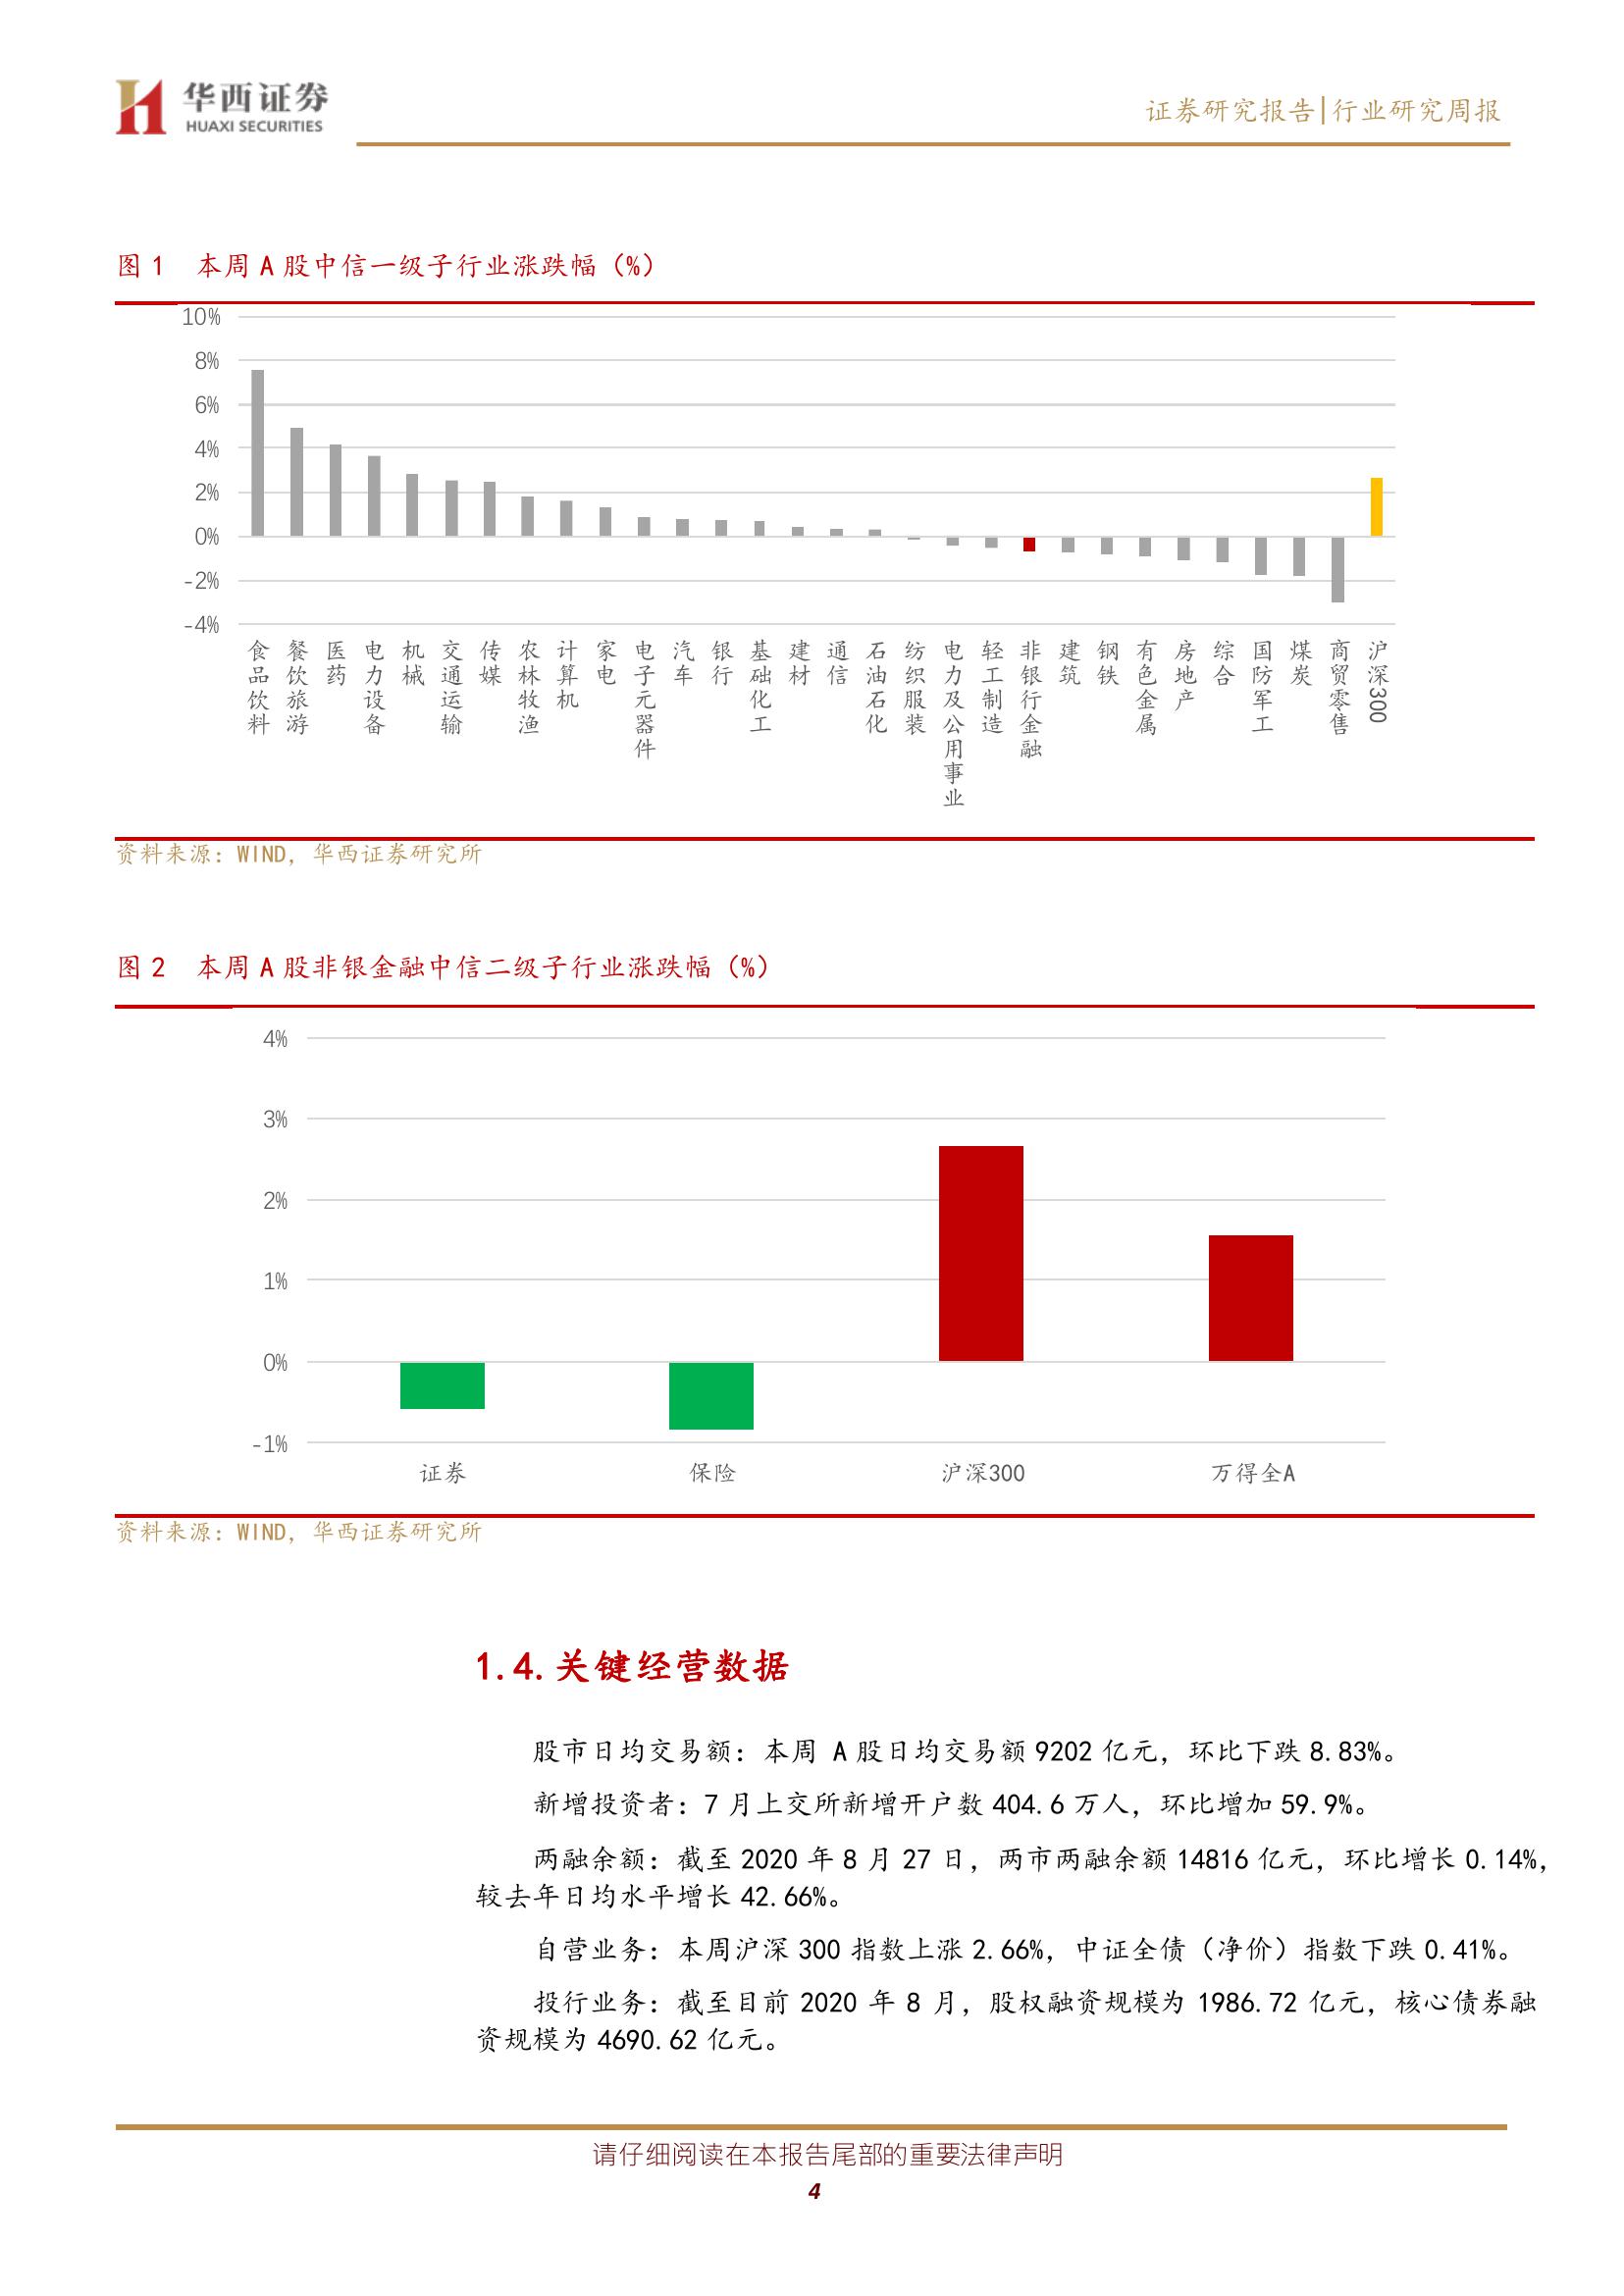 华西证券
HUAXI SECURITIES
证券研究报告|行业研究周报
图 1 本周 A 股中信一级子行业涨跌幅（%）
10%
8%
6%
4%
2%
0%
-2%
-4%
食品饮料
餐饮旅游
医药
电力设备
机械
交通运输
传媒
农林牧渔
计算机
家电
电子元器件
汽车
银行
基础化工
建材
通信
石油石化
纺织服装
电力及公用事业
轻工制造
非银行金融
建筑
钢铁
有色金属
房地产
综合
国防军工
煤炭
商贸零售
沪深300
资料来源：WIND，华西证券研究所
图 2 本周 A 股非银金融中信二级子行业涨跌幅（%）
4%
3%
2%
1%
0%
-1%
证券 保险 沪深300 万得全A
资料来源：WIND，华西证券研究所
1.4.关键经营数据
股市日均交易额：本周 A 股日均交易额 9202 亿元，环比下跌 8.83%。
新增投资者：7 月上交所新增开户数 404.6 万人，环比增加 59.9%。
两融余额：截至 2020 年 8 月 27 日，两市两融余额 14816 亿元，环比增长 0.14%，
较去年日均水平增长 42.66%。
自营业务：本周沪深 300 指数上涨 2.66%，中证全债（净价）指数下跌 0.41%。
投行业务：截至目前 2020 年 8 月，股权融资规模为 1986.72 亿元，核心债券融
资规模为 4690.62 亿元。
请仔细阅读在本报告尾部的重要法律声明
4